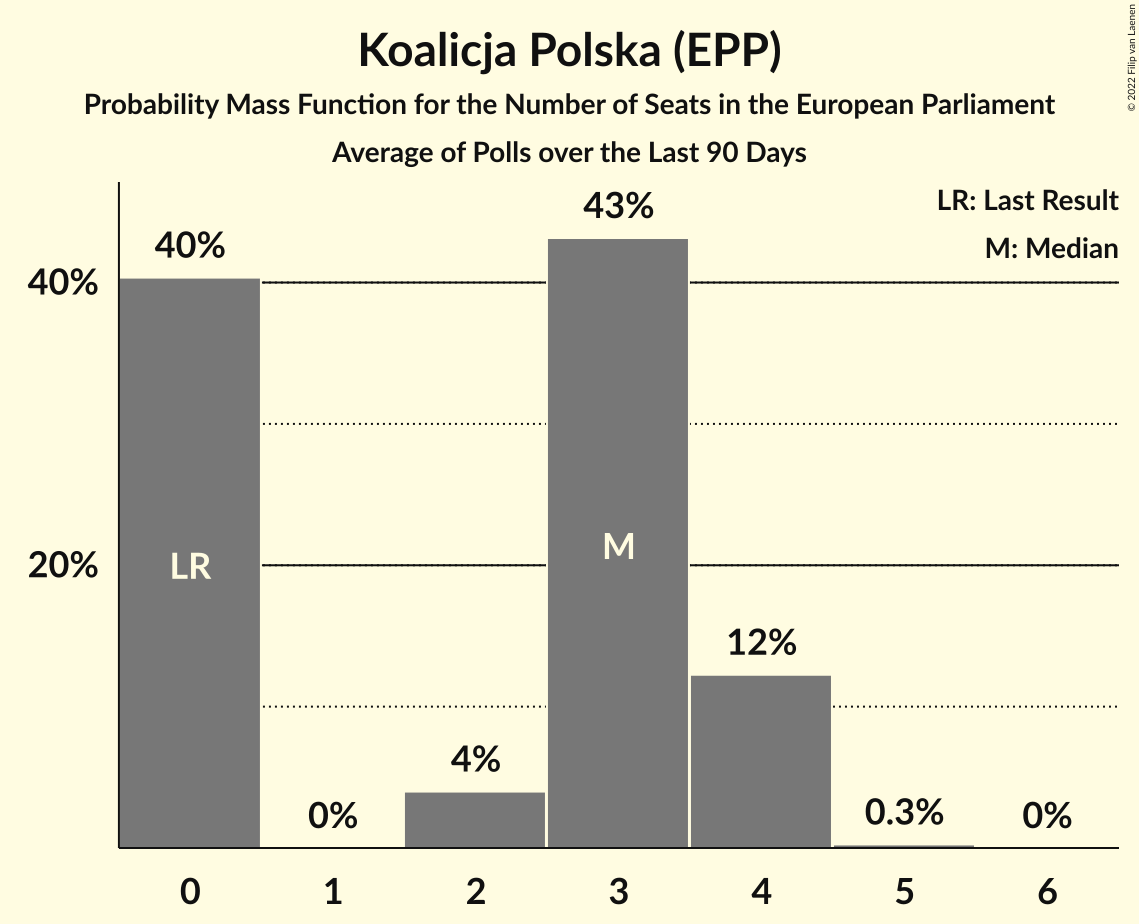 Koalicja Polska (EPP)
Probability Mass Function for the Number of Seats in the European Parliament
Average of Polls over the Last 90 Days
© 2022 Filip van Laenen
LR: Last Result
M: Median
43%
40%
40%
LR
M
20%
12%
4%
0%
0.3%
0%
0 1 2 3 4 5 6